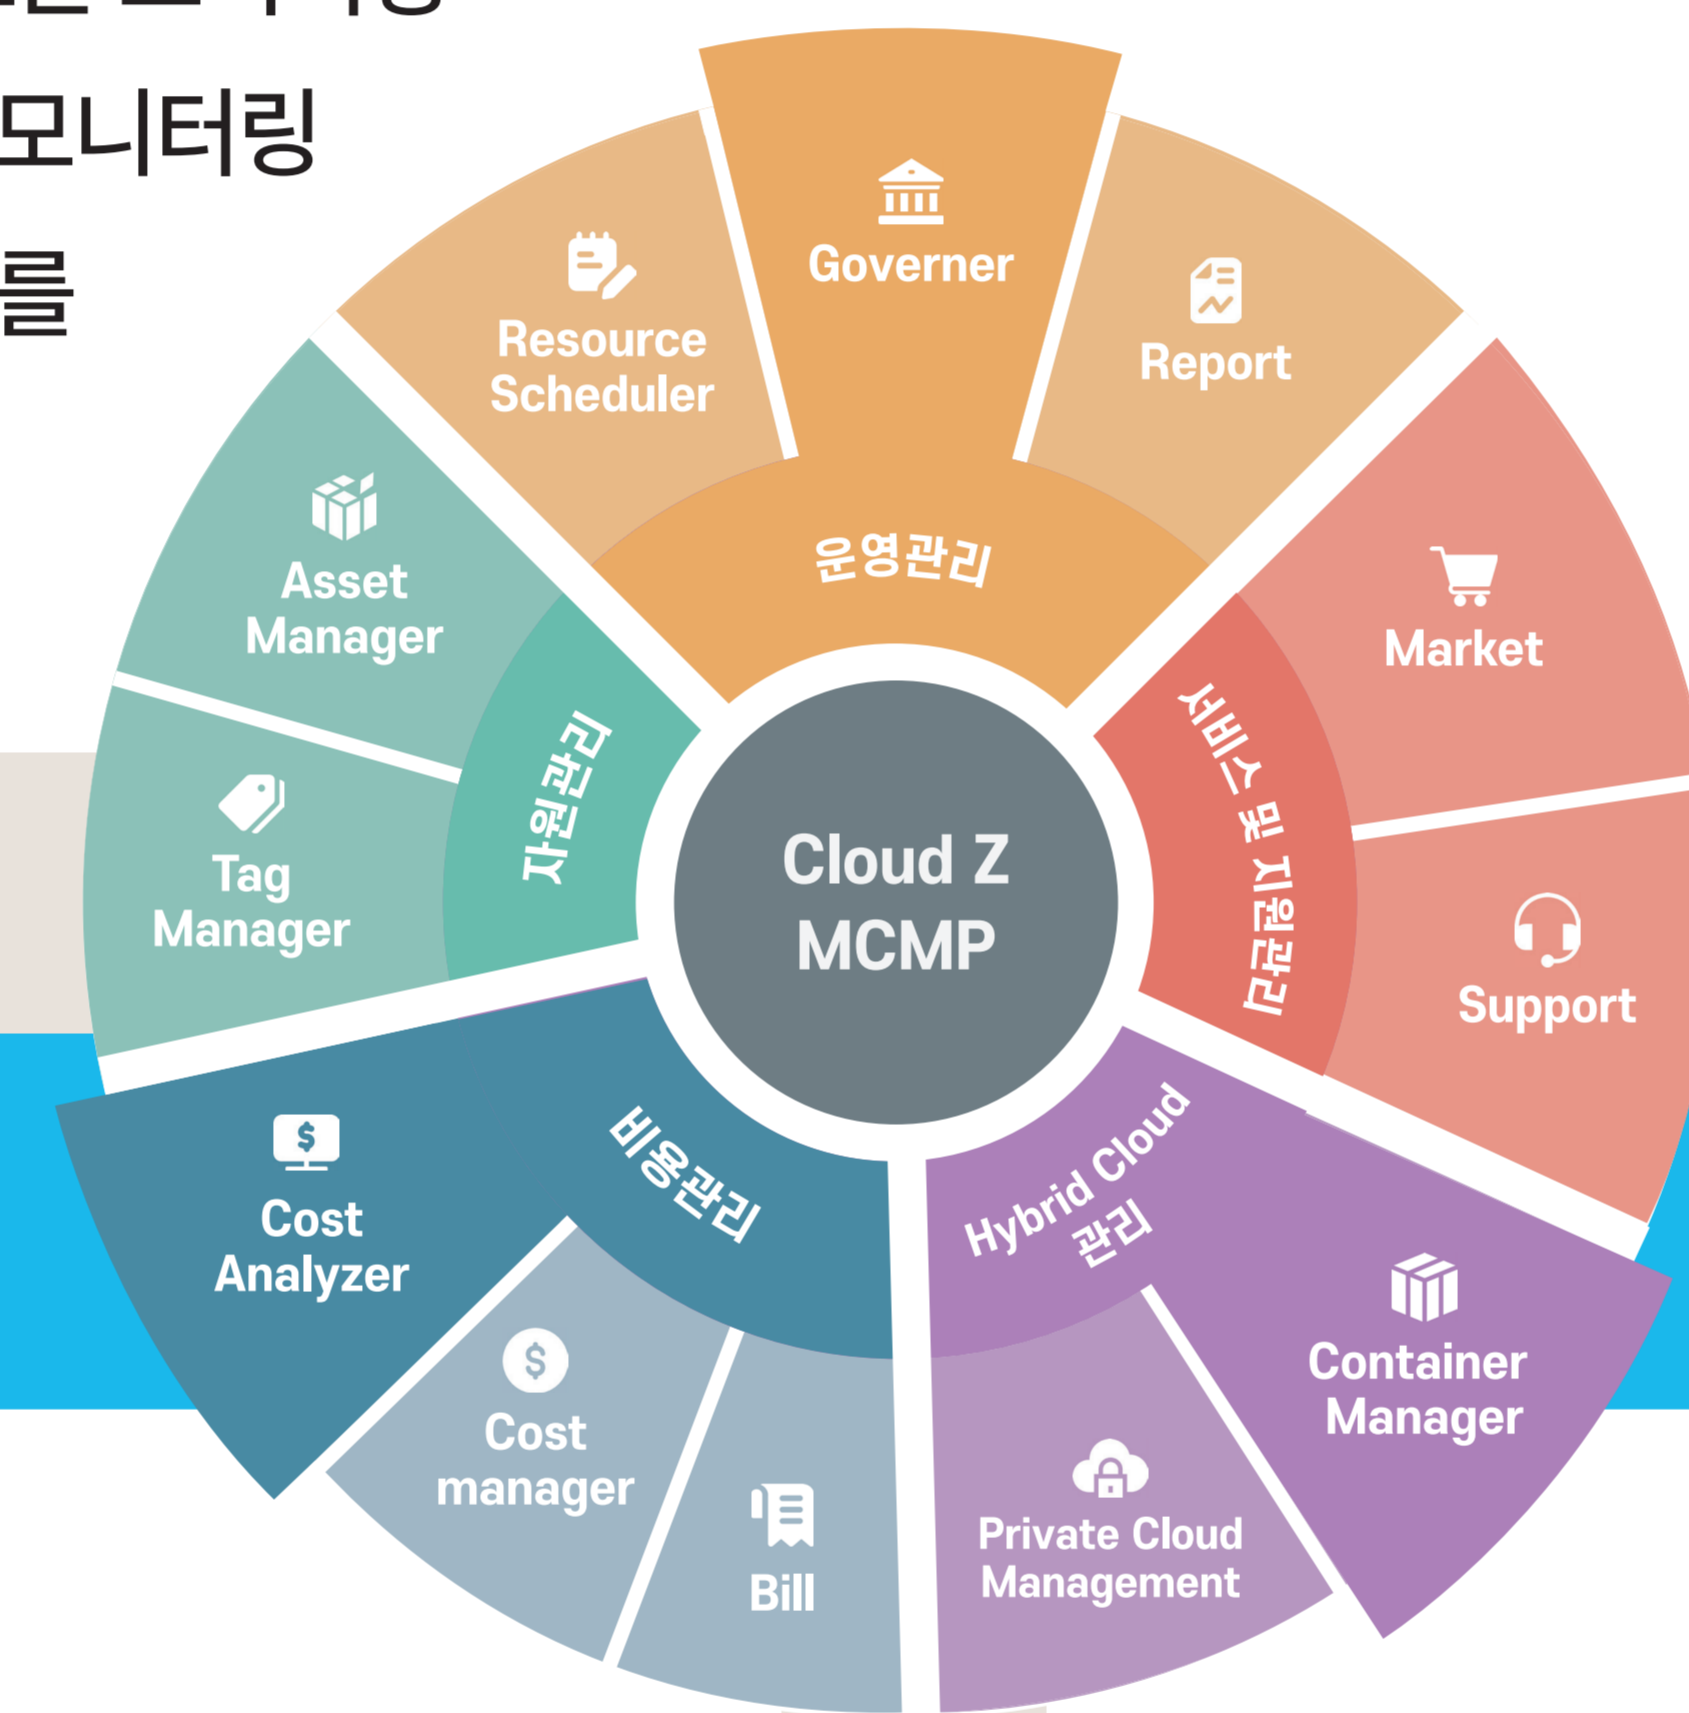 모니터링
를
Governer
Resource
Scheduler
Report
운영관리
Asset
Manager
Tag
Manager
자원관리
Market
Support
서비스 및 지원관리
Cloud Z
MCMP
Cost
Analyzer
Cost
manager
Bill
비용관리
Hybrid Cloud
관리
Container
Manager
Private Cloud
Management